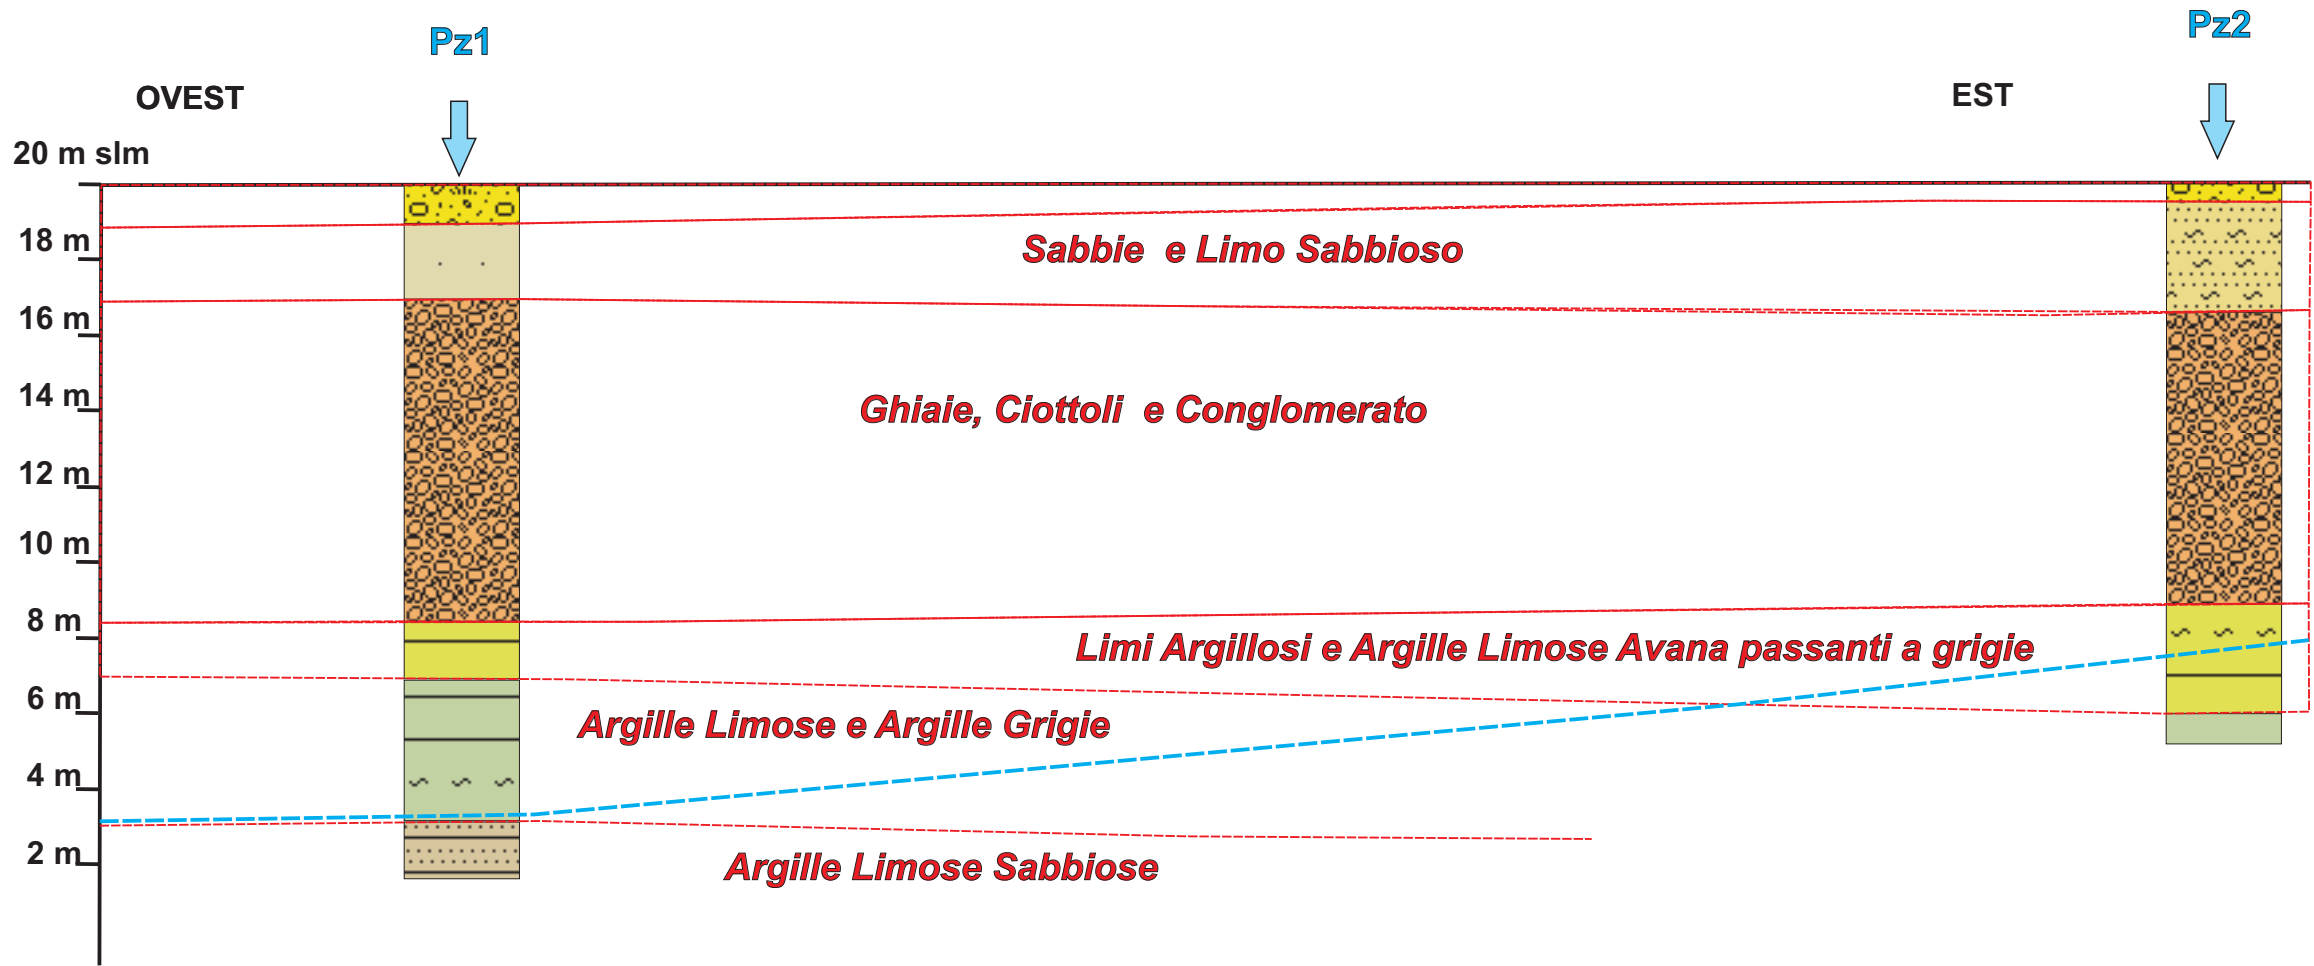 Pz1
Pz2
OVEST
EST
20 m slm
18 m
Sabbie e Limo Sabbioso
16 m
14 m
Ghiaie, Ciottoli e Conglomerato
12 m
10 m
8 m
Limi Argillosi e Argille Limose Avana passanti a grigie
6 m
Argille Limose e Argille Grigie
4 m
2 m
Argille Limose Sabbiose